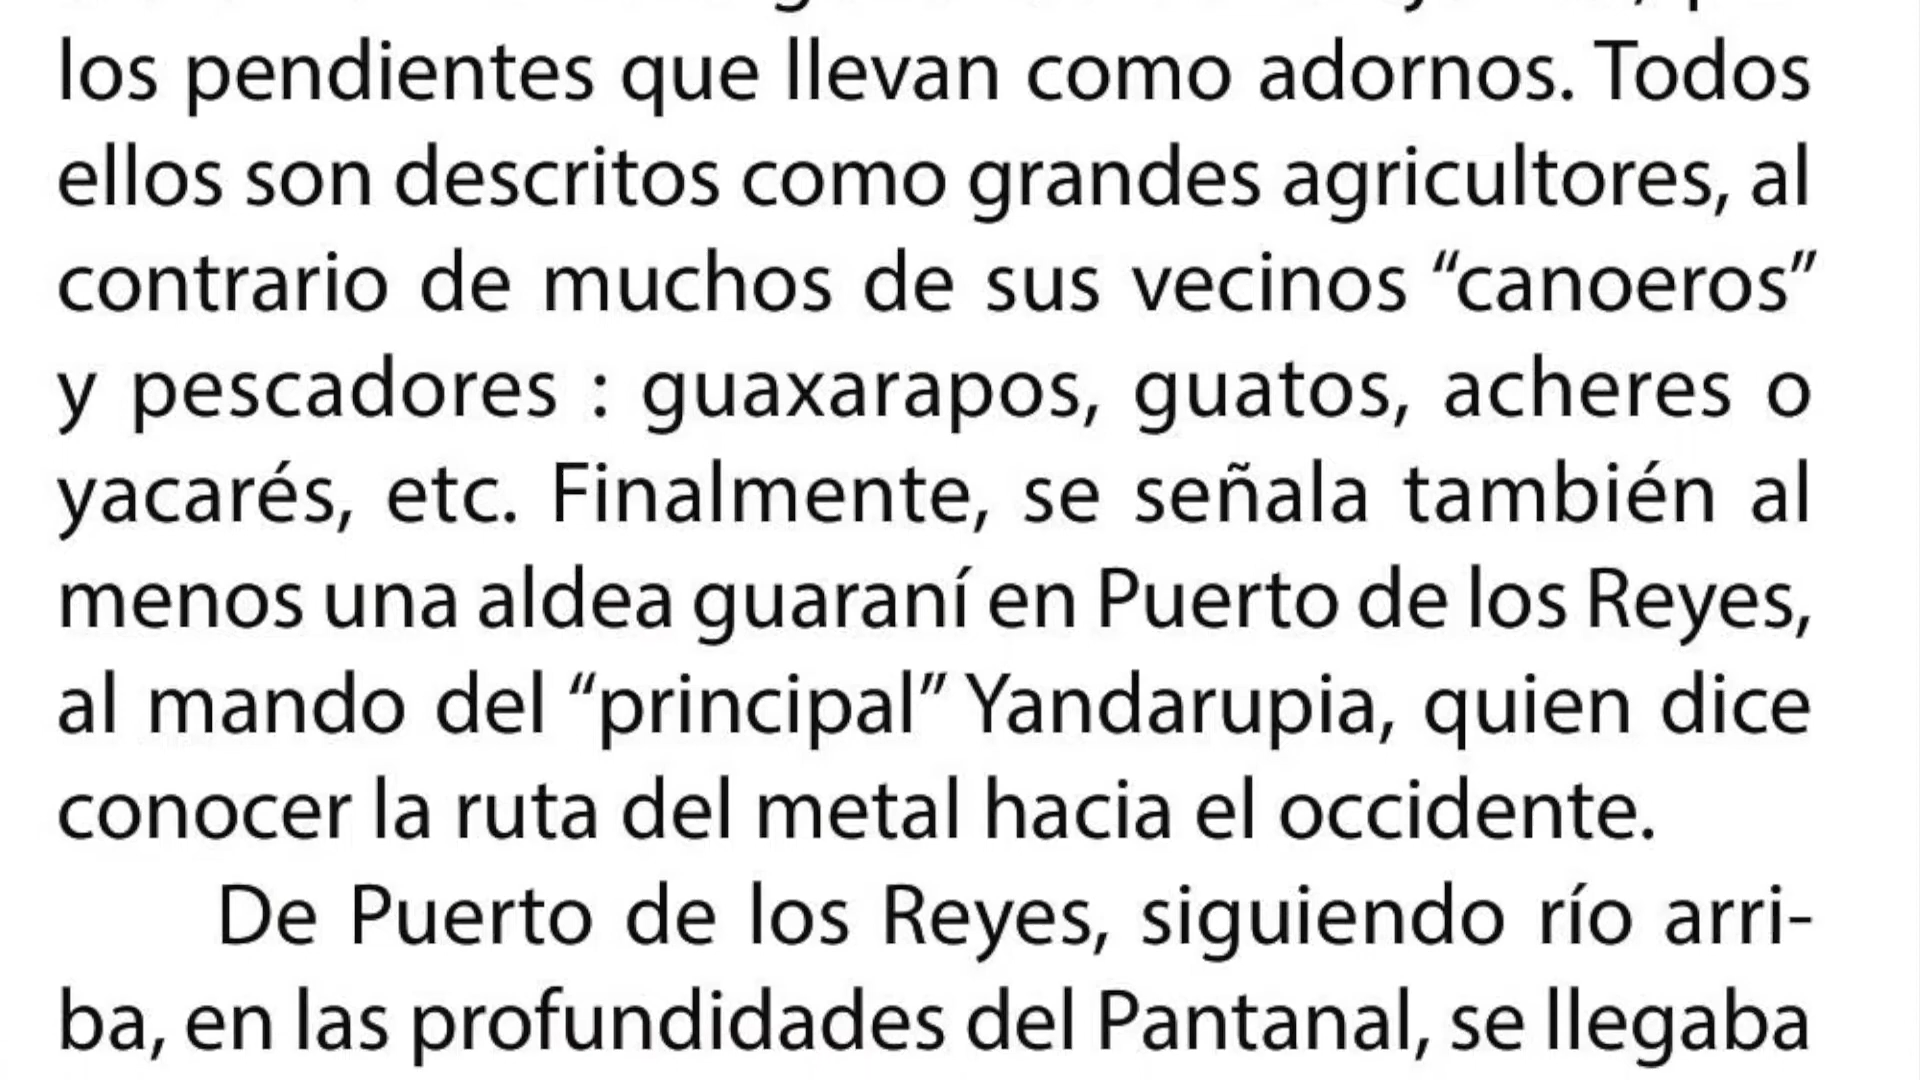 los pendientes que llevan como adornos. Todos
ellos son descritos como grandes agricultores, al
contrario de muchos de sus vecinos “canoeros”
y pescadores : guaxarapos, guatos, acheres o
yacarés, etc. Finalmente, se señala también al
menos una aldea guaraní en Puerto de los Reyes,
al mando del “principal” Yandarupia, quien dice
conocer la ruta del metal hacia el occidente.
De Puerto de los Reyes, siguiendo río arri-
ba, en las profundidades del Pantanal, se llegaba